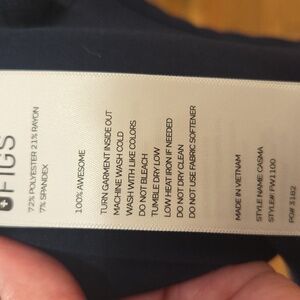 FIGS
72% POLYESTER 21% RAYON
7% SPANDEX
100% AWESOME
TURN GARMENT INSIDE OUT
MACHINE WASH COLD
WASH WITH LIKE COLORS
DO NOT BLEACH
TUMBLE DRY LOW
LOW HEAT IRON IF NEEDED
DO NOT DRY CLEAN
DO NOT USE FABRIC SOFTENER
MADE IN VIETNAM
STYLE NAME: CASMA
STYLE# FW1100
PO# 3182